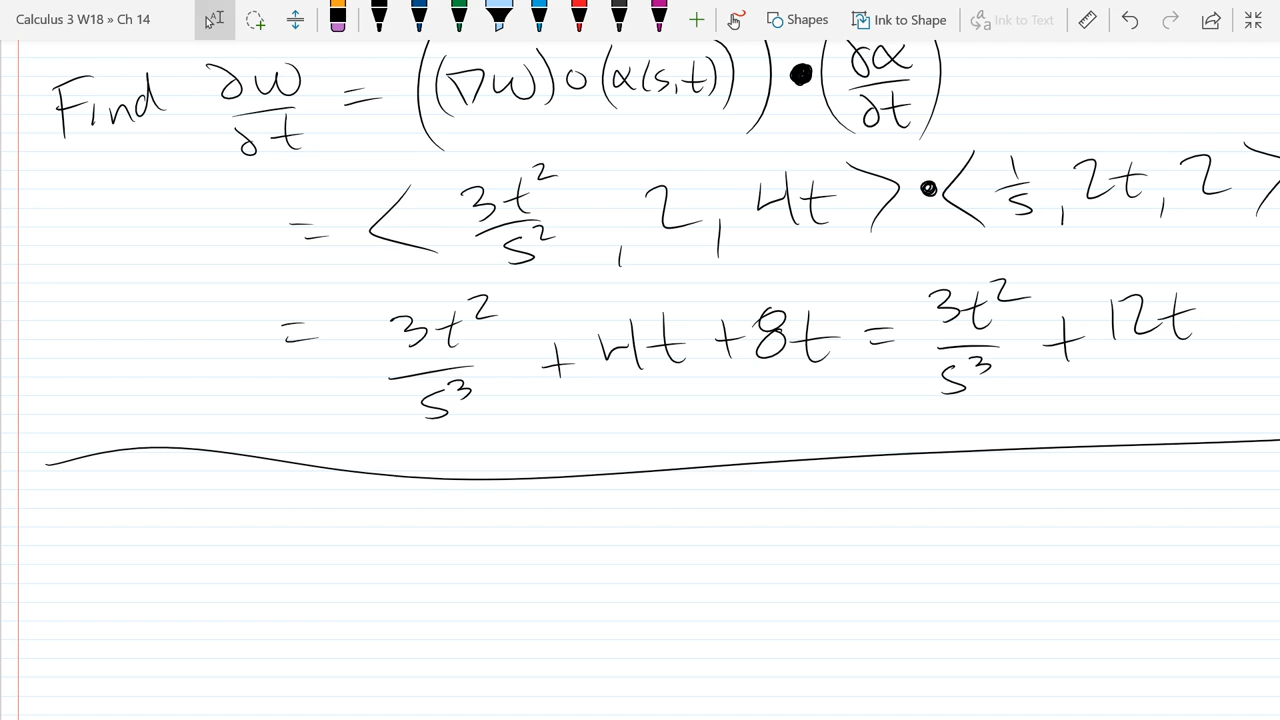 Calculus 3 W18 » Ch 14 Shapes Ink to Shape Ink to Text
Find ∂w/∂t = ((∇w)∘(α(s,t))) • (∂α/∂t)
= < 3t²/s², 2, 4t > • < 1/s, 2t, 2 >
= 3t²/s³ + 4t + 8t = 3t²/s³ + 12t